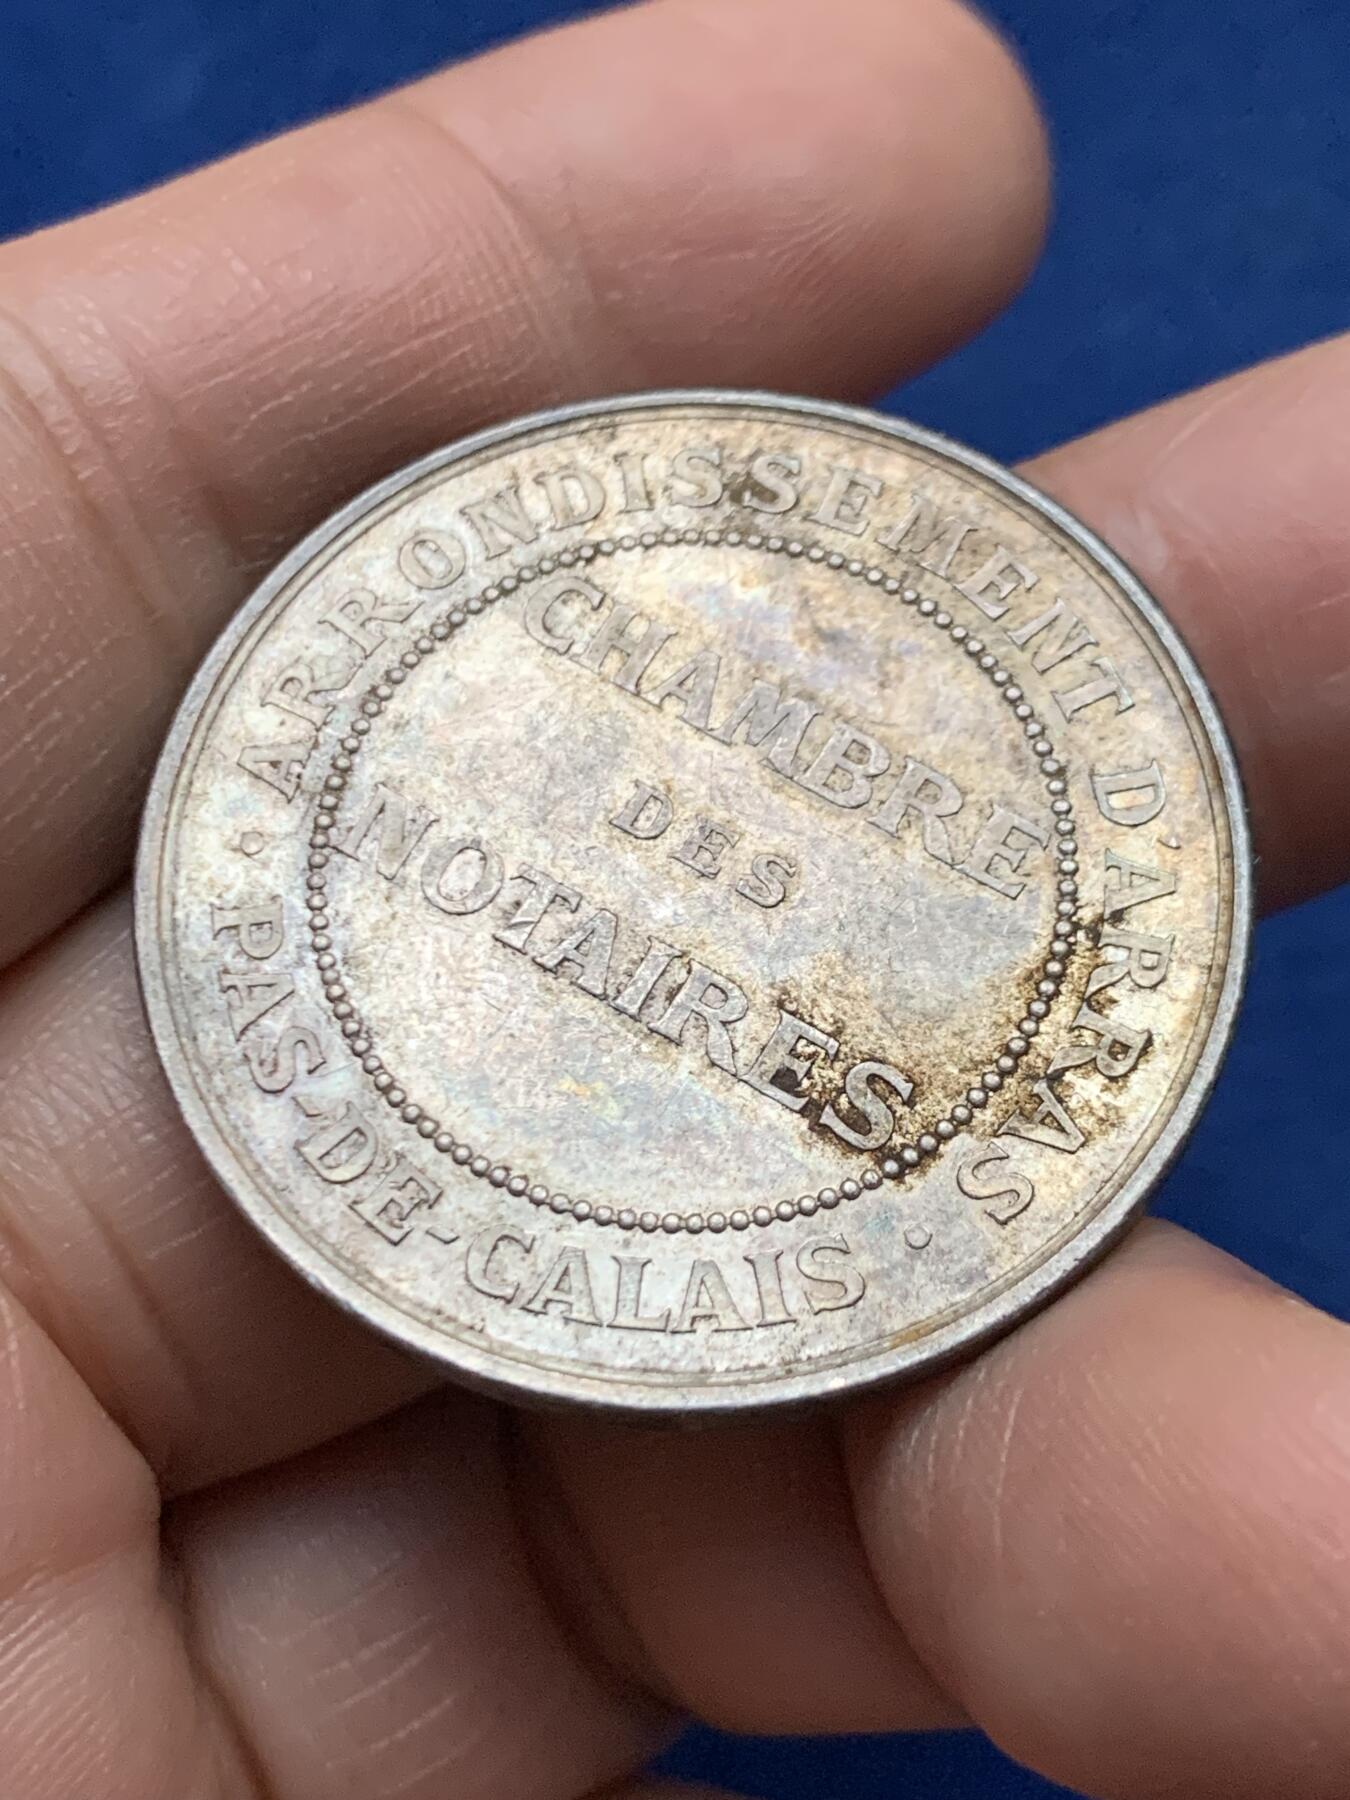 ARRONDISSEMENT D'ARRAS
CHAMBRE
DES
NOTAIRES
· PAS-DE-CALAIS ·